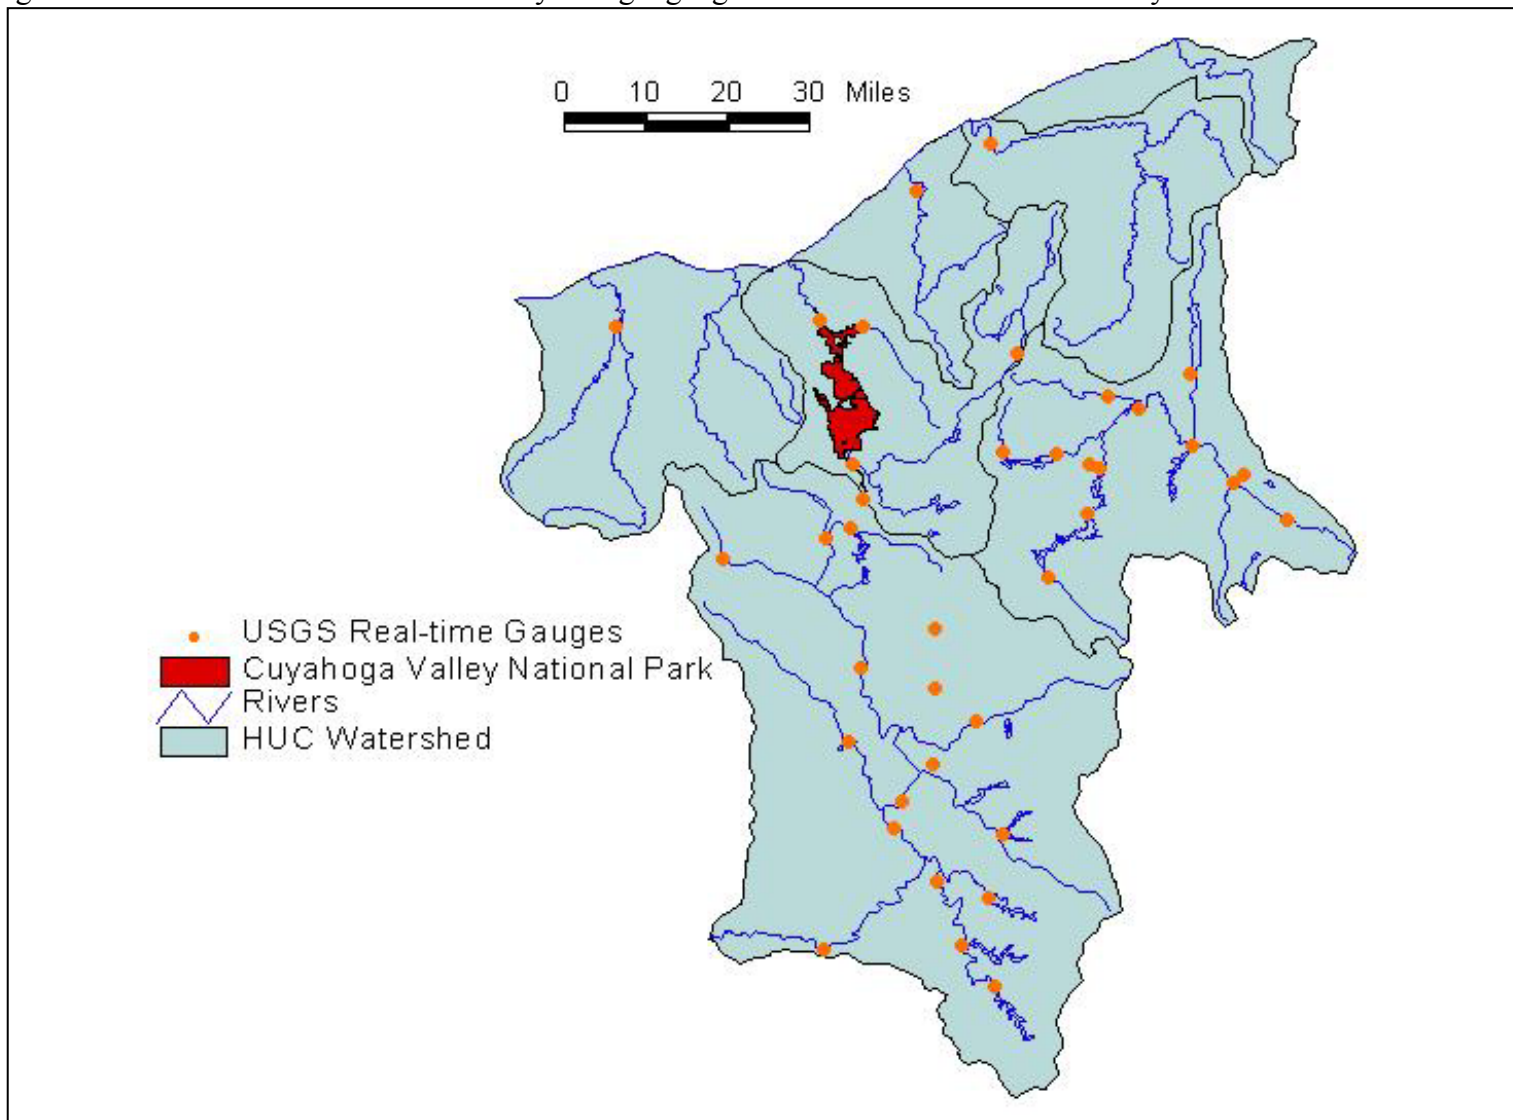 0 10 20 30 Miles
USGS Real-time Gauges
Cuyahoga Valley National Park
Rivers
HUC Watershed